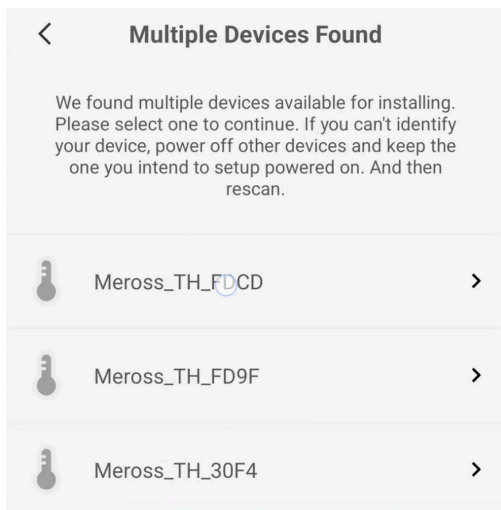 Multiple Devices Found
We found multiple devices available for installing.
Please select one to continue. If you can't identify
your device, power off other devices and keep the
one you intend to setup powered on. And then
rescan.
Meross_TH_FDCD
Meross_TH_FD9F
Meross_TH_30F4